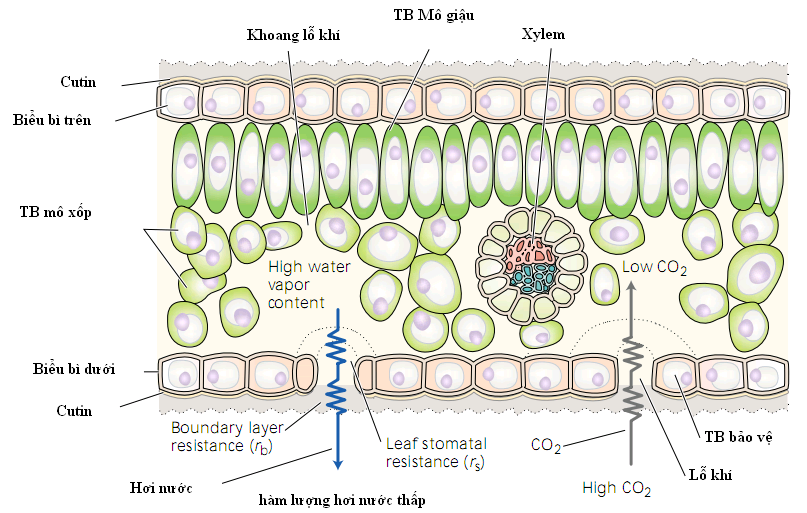 TB Mô giậu
Khoang lỗ khí
Xylem
Cutin
Biểu bì trên
TB mô xốp
High water
vapor
content
Low CO2
Biểu bì dưới
Cutin
Boundary layer
resistance (rb)
Leaf stomatal
resistance (rs)
CO2
TB bảo vệ
Lỗ khí
Hơi nước
High CO2
hàm lượng hơi nước thấp